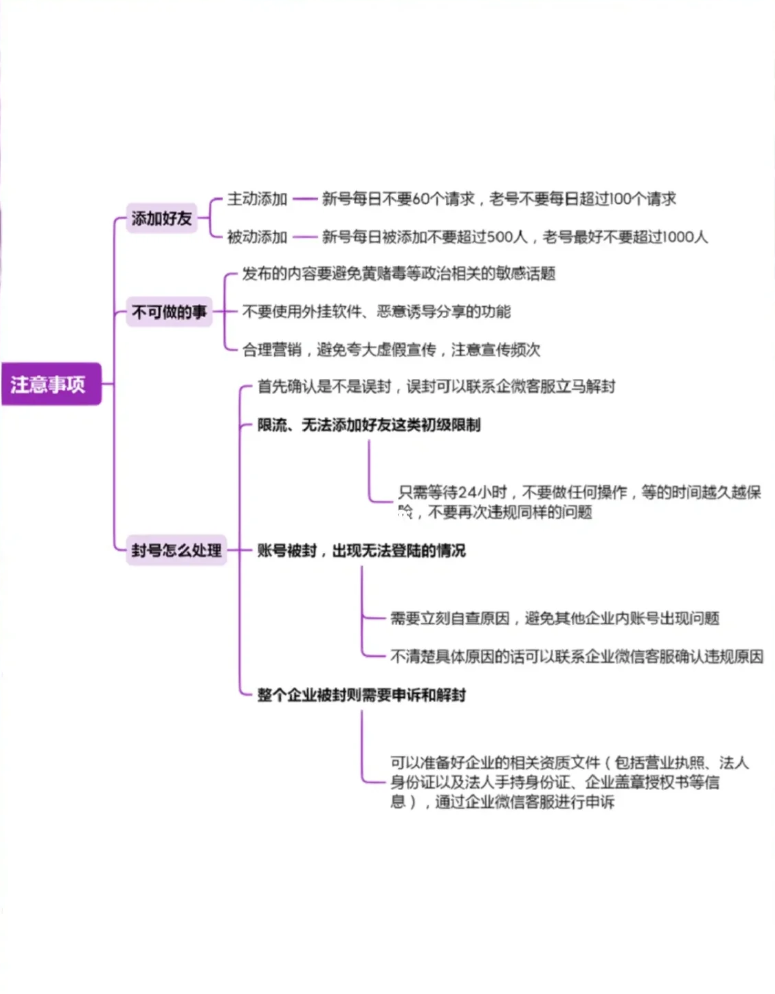 注意事项
添加好友
主动添加
新号每日不要60个请求，老号不要每日超过100个请求
被动添加
新号每日被添加不要超过500人，老号最好不要超过1000人
不可做的事
发布的内容要避免黄赌毒等政治相关的敏感话题
不要使用外挂软件、恶意诱导分享的功能
合理营销，避免夸大虚假宣传，注意宣传频次
封号怎么处理
首先确认是不是误封，误封可以联系企微客服立马解封
限流、无法添加好友这类初级限制
只需等待24小时，不要做任何操作，等的时间越久越保
险，不要再次违规同样的问题
账号被封，出现无法登陆的情况
需要立刻自查原因，避免其他企业内账号出现问题
不清楚具体原因的话可以联系企业微信客服确认违规原因
整个企业被封则需要申诉和解封
可以准备好企业的相关资质文件（包括营业执照、法人
身份证以及法人手持身份证、企业盖章授权书等信
息），通过企业微信客服进行申诉